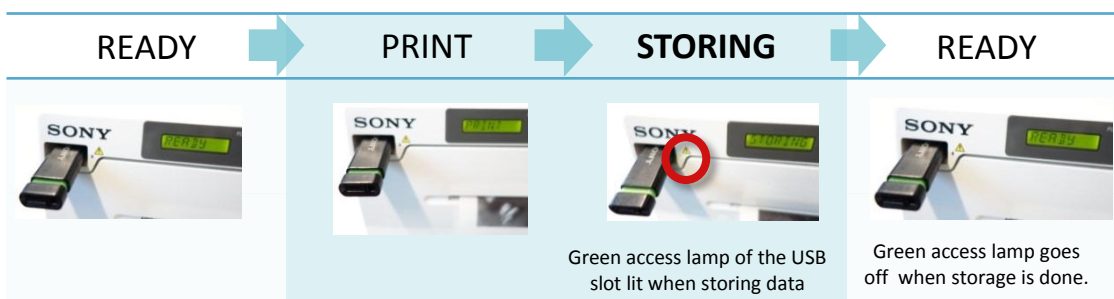 READY
PRINT
STORING
READY
SONY
READY
SONY
PRINT
SONY
STORING
SONY
READY
Green access lamp of the USB
slot lit when storing data
Green access lamp goes
off when storage is done.